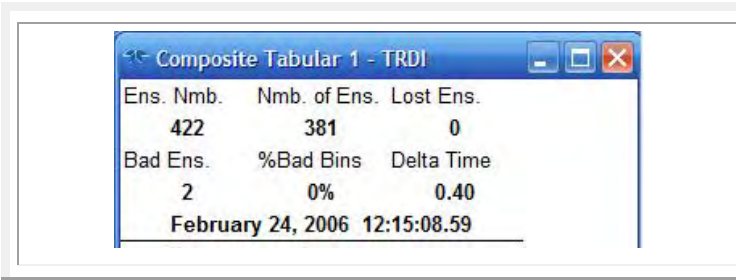 Composite Tabular 1 - TRDI
Ens. Nmb. Nmb. of Ens. Lost Ens.
422 381 0
Bad Ens. %Bad Bins Delta Time
2 0% 0.40
February 24, 2006 12:15:08.59